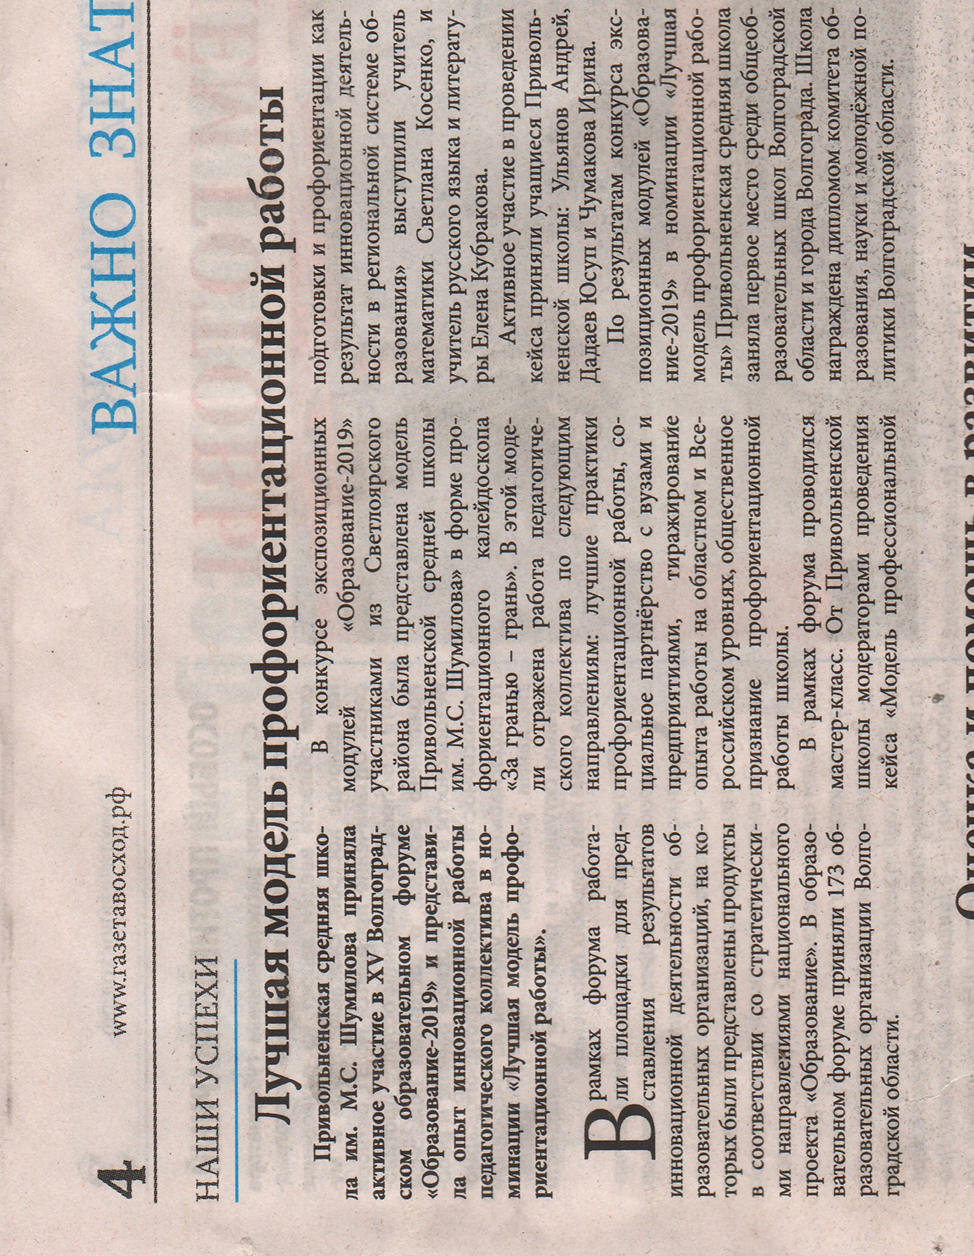 4
www.газетавосход.рф
ВАЖНО ЗНАТ
НАШИ УСПЕХИ
Лучшая модель профориентационной работы
Привольненская средняя шко-
ла им. М.С. Шумилова приняла
активное участие в XV Волгоград-
ском образовательном форуме
«Образование-2019» и представи-
ла опыт инновационной работы
педагогического коллектива в но-
минации «Лучшая модель профо-
риентационной работы».
В рамках форума работа-
ли площадки для пред-
ставления результатов
инновационной деятельности об-
разовательных организаций, на ко-
торых были представлены продукты
в соответствии со стратегически-
ми направлениями национального
проекта «Образование». В образо-
вательном форуме приняли 173 об-
разовательных организации Волго-
градской области.
В конкурсе экспозиционных
модулей «Образование-2019»
участниками из Светлоярского
района была представлена модель
Привольненской средней школы
им. М.С. Шумилова» в форме про-
фориентационного калейдоскопа
«За гранью – грань». В этой моде-
ли отражена работа педагогиче-
ского коллектива по следующим
направлениям: лучшие практики
профориентационной работы, со-
циальное партнёрство с вузами и
предприятиями, тиражирование
опыта работы на областном и Все-
российском уровнях, общественное
признание профориентационной
работы школы.
В рамках форума проводился
мастер-класс. От Привольненской
школы модераторами проведения
кейса «Модель профессиональной
подготовки и профориентации как
результат инновационной деятель-
ности в региональной системе об-
разования» выступили учитель
математики Светлана Косенко, и
учитель русского языка и литерату-
ры Елена Кубракова.
Активное участие в проведении
кейса приняли учащиеся Приволь-
ненской школы: Ульянов Андрей,
Дадаев Юсуп и Чумакова Ирина.
По результатам конкурса экс-
позиционных модулей «Образова-
ние-2019» в номинации «Лучшая
модель профориентационной рабо-
ты» Привольненская средняя школа
заняла первое место среди общеоб-
разовательных школ Волгоградской
области и города Волгограда. Школа
награждена дипломом комитета об-
разования, науки и молодёжной по-
литики Волгоградской области.